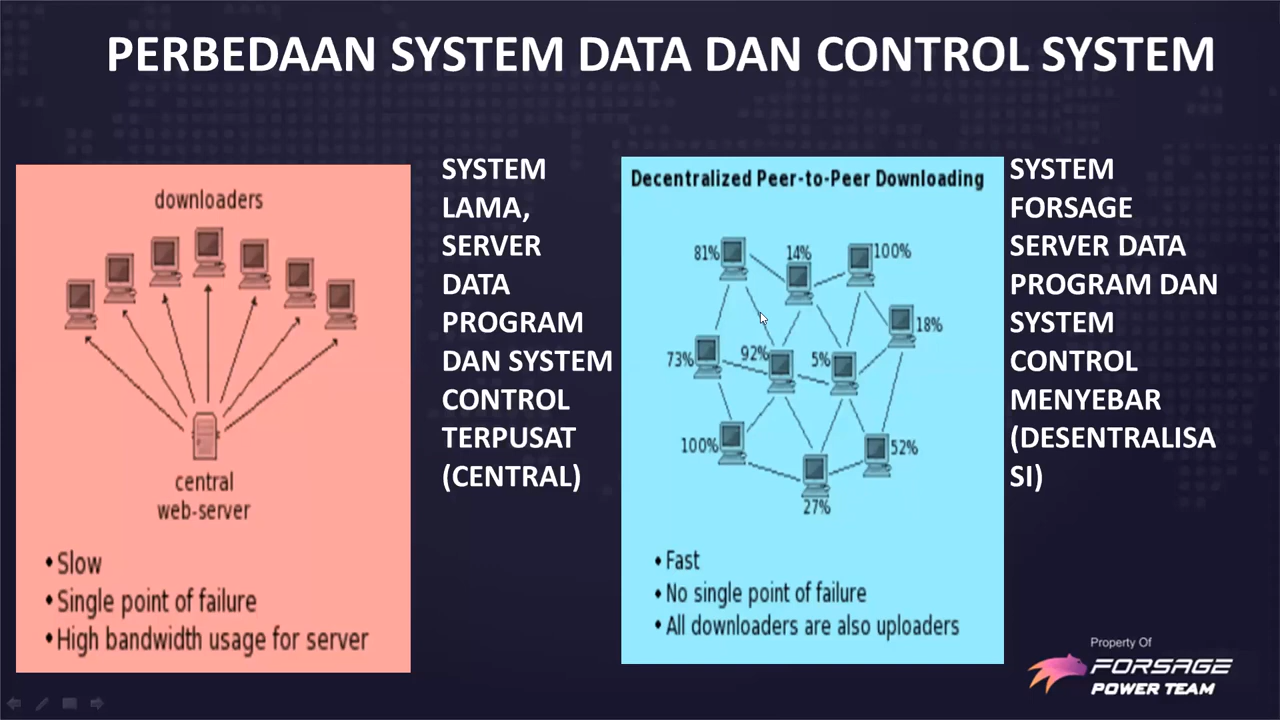 PERBEDAAN SYSTEM DATA DAN CONTROL SYSTEM
downloaders
central
web-server
• Slow
• Single point of failure
• High bandwidth usage for server
SYSTEM
LAMA,
SERVER
DATA
PROGRAM
DAN SYSTEM
CONTROL
TERPUSAT
(CENTRAL)
Decentralized Peer-to-Peer Downloading
81%
14%
100%
18%
73%
92%
5%
100%
52%
27%
• Fast
• No single point of failure
• All downloaders are also uploaders
SYSTEM
FORSAGE
SERVER DATA
PROGRAM DAN
SYSTEM
CONTROL
MENYEBAR
(DESENTRALISA
SI)
Property Of
FORSAGE
POWER TEAM